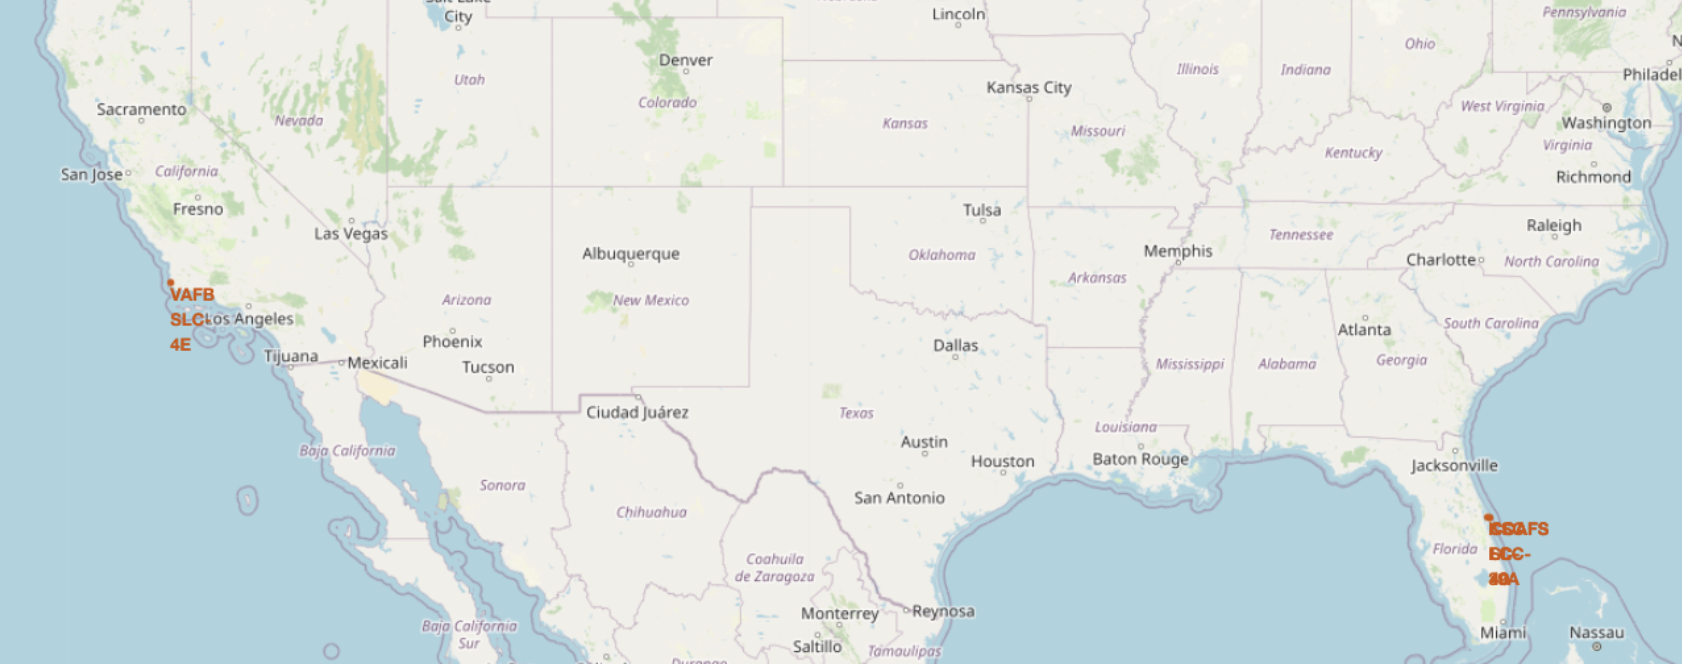 Lincoln
Pennsylvania
City
Denver
Ohio
Utah
Illinois
Indiana
Philadel
Kansas City
Colorado
Sacramento
Nevada
West Virginia
Kansas
Missouri
Washington
Kentucky
Virginia
San Jose
California
Richmond
Fresno
Tulsa
Las Vegas
Raleigh
Tennessee
Albuquerque
Oklahoma
Memphis
Charlotte
North Carolina
Arkansas
VAFB
Arizona
New Mexico
SLC-
Los Angeles
South Carolina
Atlanta
4E
Phoenix
Dallas
Tijuana
Mexicali
Tucson
Mississippi
Alabama
Georgia
Ciudad Juárez
Texas
Louisiana
Austin
Baja California
Houston
Baton Rouge
Jacksonville
Sonora
San Antonio
Chihuahua
Florida
Coahuila
de Zaragoza
Monterrey
Reynosa
Baja California
Sur
Miami
Nassau
Saltillo
Tamaulipas